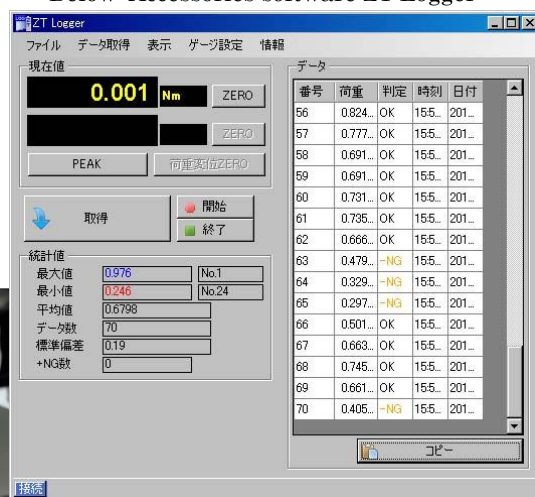 Below Accessories software ZT Logger
ZT Logger
ファイル データ取得 表示 ゲージ設定 情報
現在値
0.001 Nm ZERO
ZERO
PEAK 荷重変位ZERO
取得
開始
終了
統計値
最大値 0.976 No.1
最小値 0.246 No.24
平均値 0.6798
データ数 70
標準偏差 0.19
+NG数 0
データ
番号 荷重 判定 時刻 日付
56 0.824... OK 15:5... 201...
57 0.777... OK 15:5... 201...
58 0.691... OK 15:5... 201...
59 0.691... OK 15:5... 201...
60 0.731... OK 15:5... 201...
61 0.735... OK 15:5... 201...
62 0.666... OK 15:5... 201...
63 0.479... -NG 15:5... 201...
64 0.329... -NG 15:5... 201...
65 0.297... -NG 15:5... 201...
66 0.501... OK 15:5... 201...
67 0.663... OK 15:5... 201...
68 0.745... OK 15:5... 201...
69 0.661... OK 15:5... 201...
70 0.405... -NG 15:5... 201...
コピー
接続